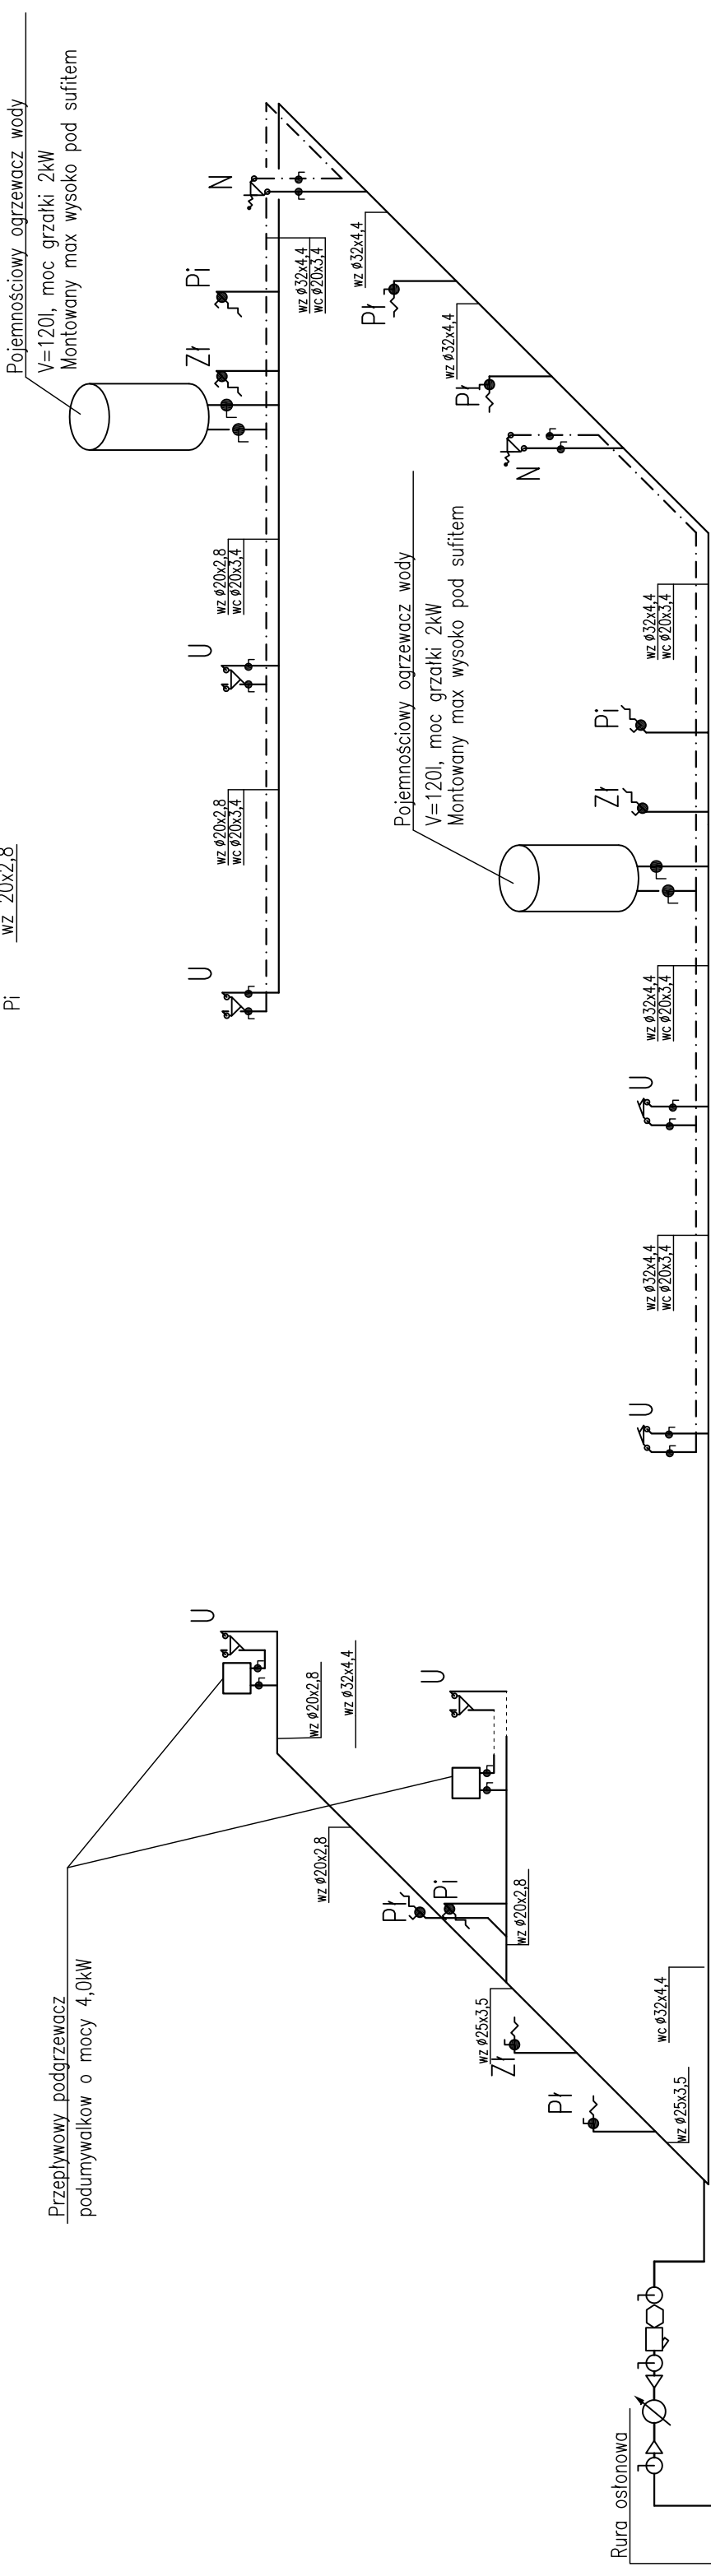 Pojemnościowy ogrzewacz wody
V=120l, moc grzałki 2kW
Montowany max wysoko pod sufitem
N
Pi
Zł
wz Ø32x4,4
wc Ø20x3,4
wz Ø32x4,4
Pł
wz Ø32x4,4
Pł
N
wz Ø20x2,8
wc Ø20x3,4
U
wz Ø20x2,8
wc Ø20x3,4
U
Pi
wz 20x2,8
Pojemnościowy ogrzewacz wody
V=120l, moc grzałki 2kW
Montowany max wysoko pod sufitem
wz Ø32x4,4
wc Ø20x3,4
Pi
Zł
wz Ø32x4,4
wc Ø20x3,4
U
wz Ø32x4,4
wc Ø20x3,4
U
U
wz Ø20x2,8
wz Ø32x4,4
U
wz Ø20x2,8
Pł
Pi
wz Ø20x2,8
Przepływowy podgrzewacz
podumywalkow o mocy 4,0kW
wz Ø25x3,5
Zł
wc Ø32x4,4
Pł
wz Ø25x3,5
Rura osłonowa